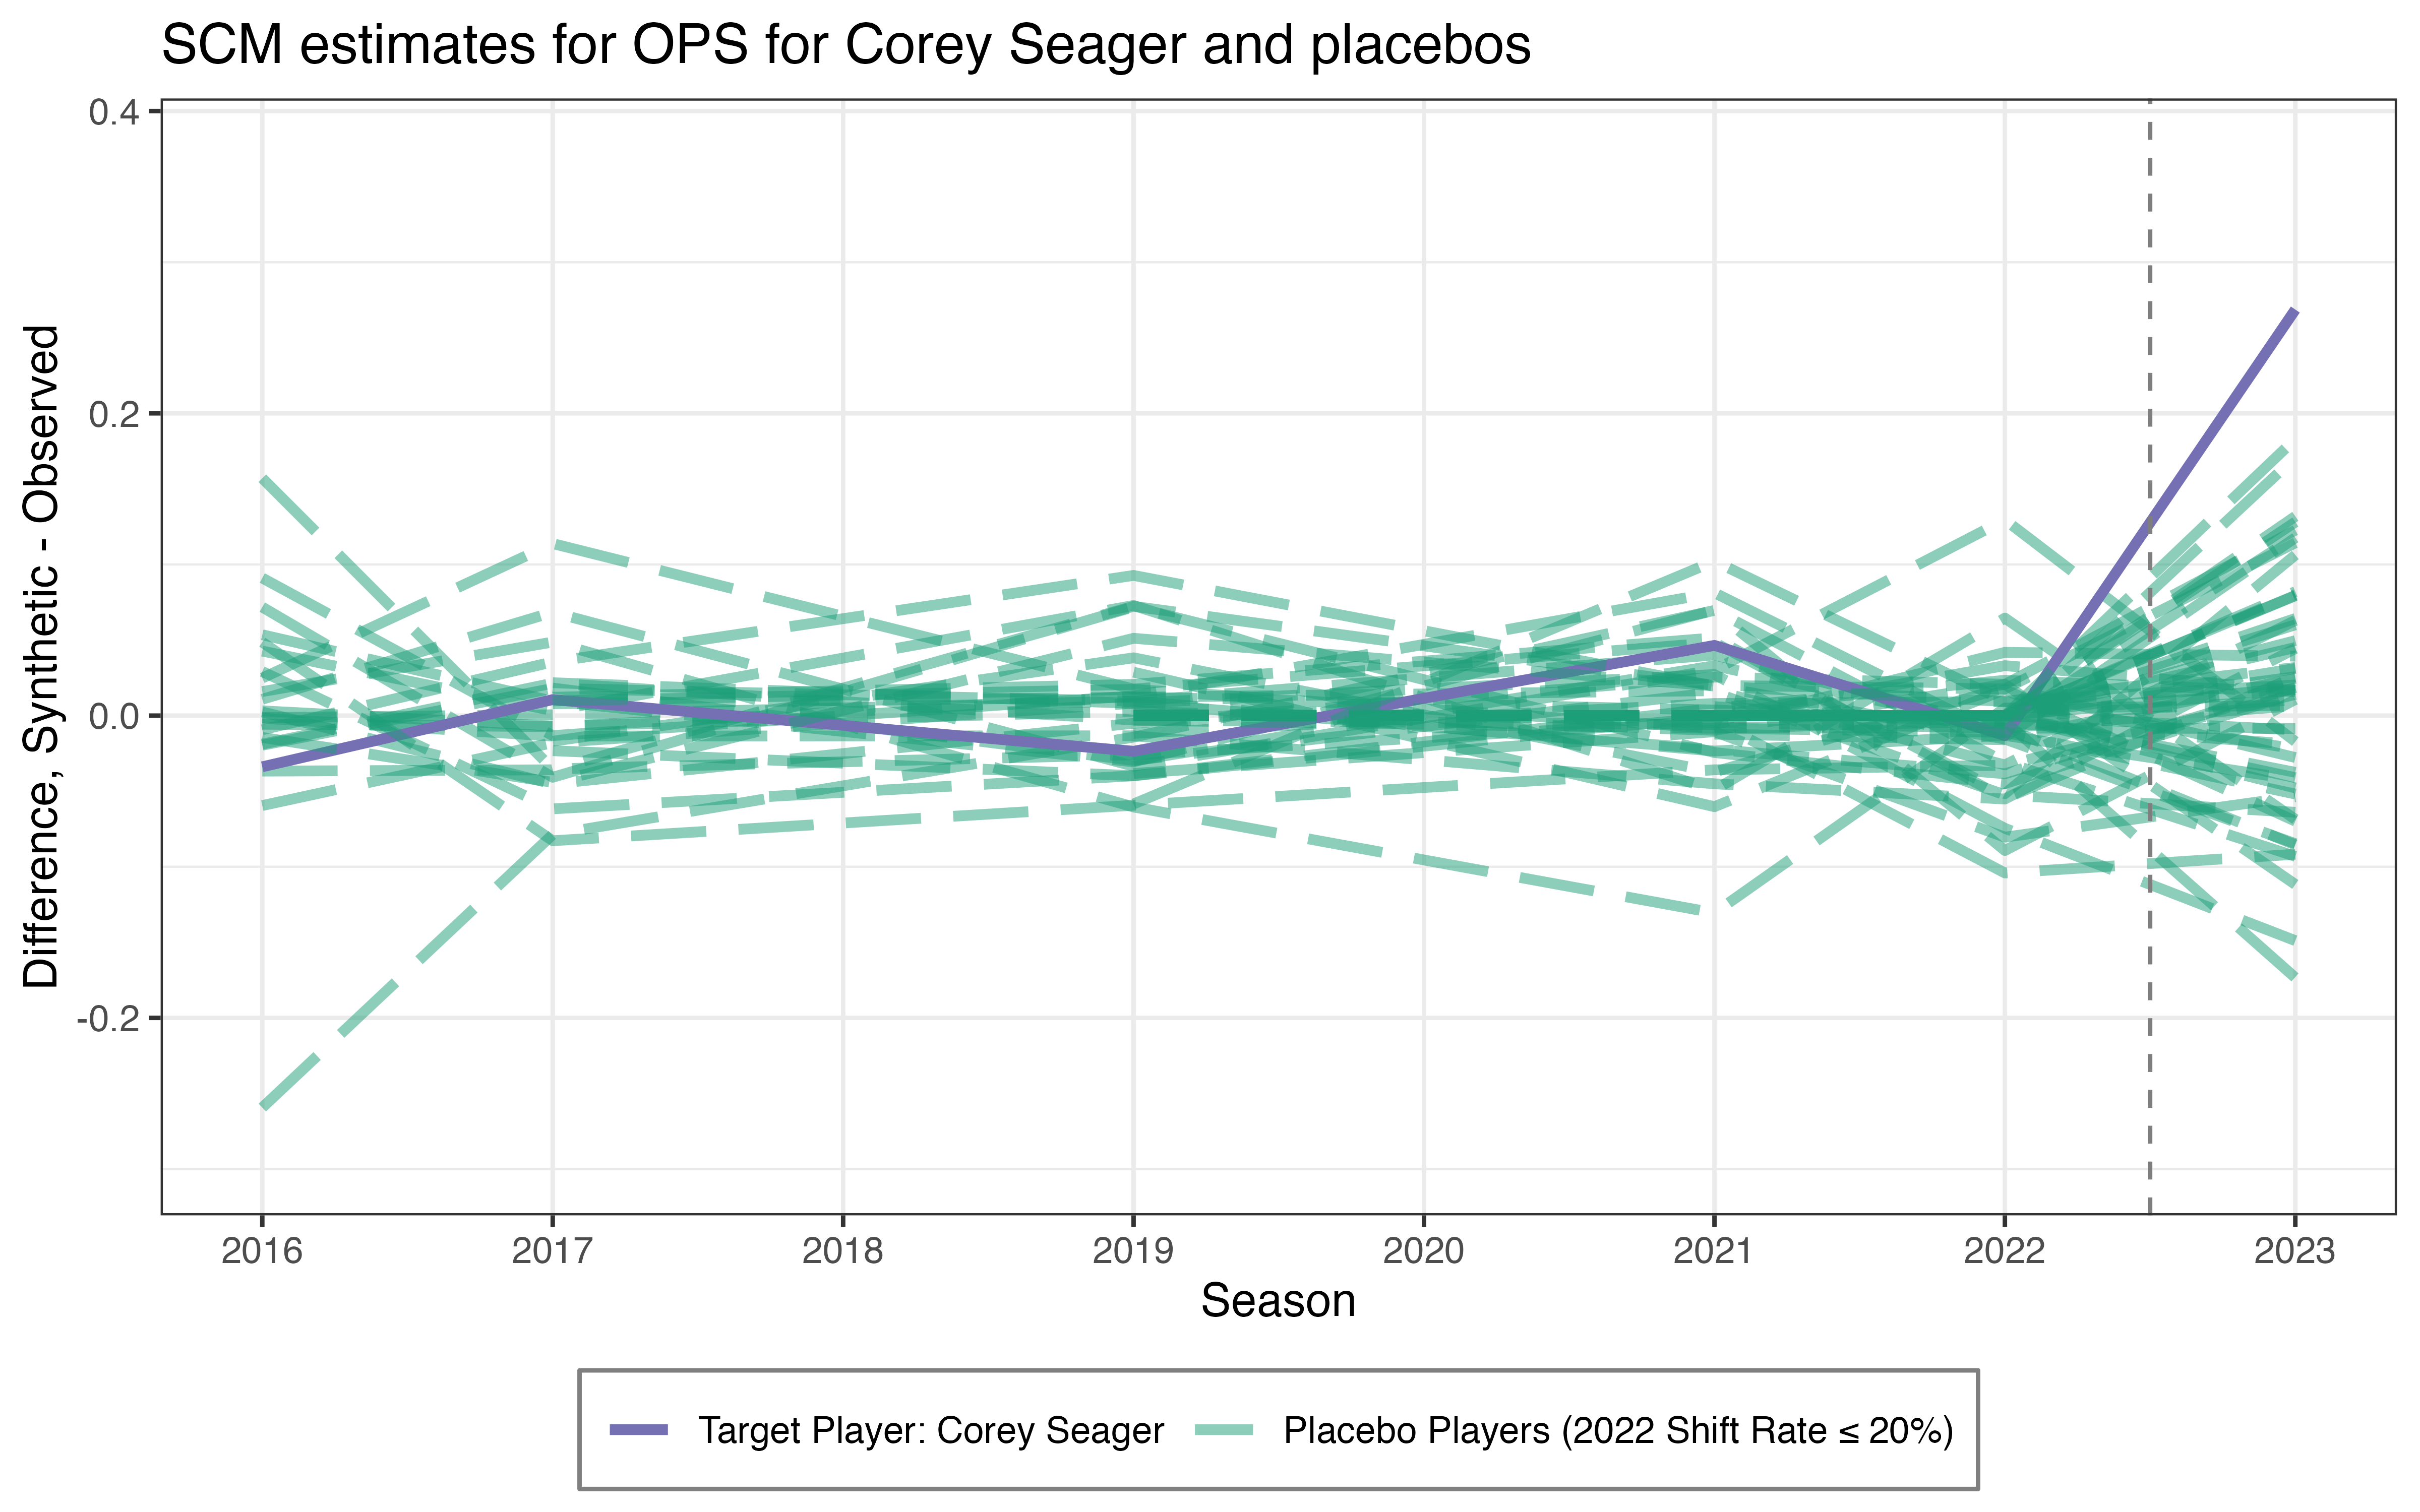 SCM estimates for OPS for Corey Seager and placebos
Difference, Synthetic - Observed
0.4
0.2
0.0
-0.2
2016 2017 2018 2019 2020 2021 2022 2023
Season
Target Player: Corey Seager Placebo Players (2022 Shift Rate ≤ 20%)